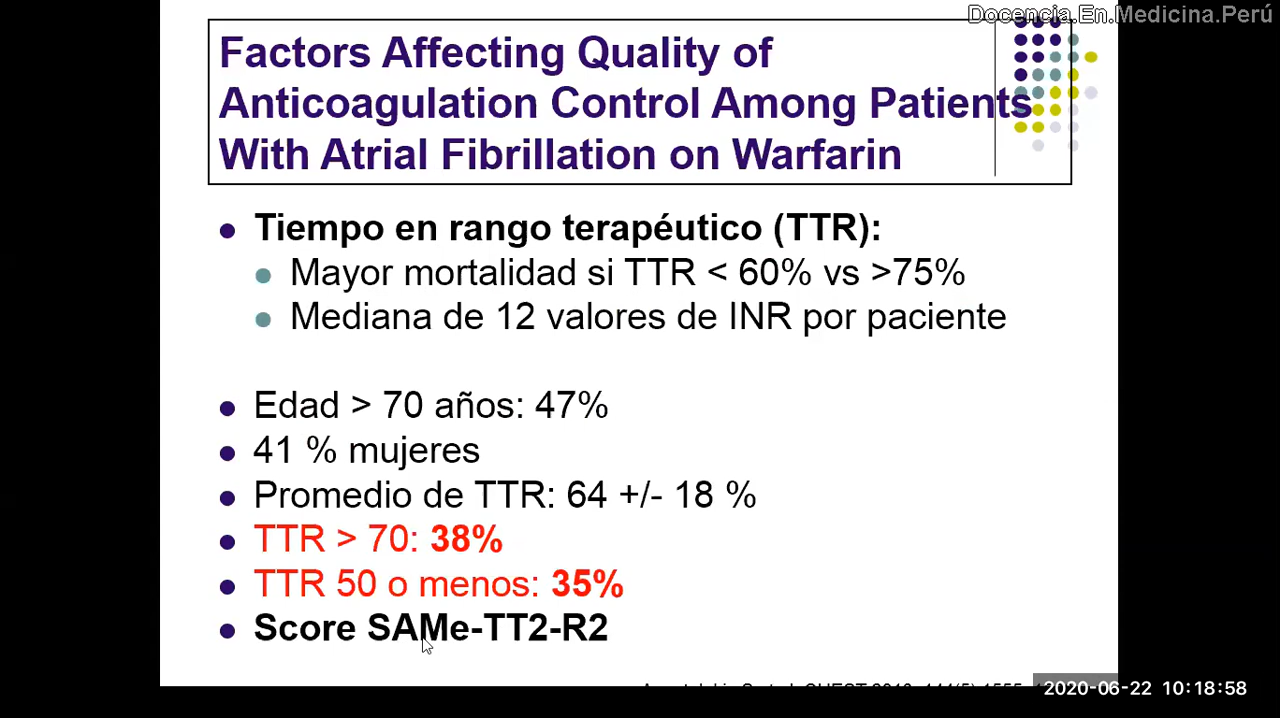 Docencia.En.Medicina.Perú
Factors Affecting Quality of
Anticoagulation Control Among Patients
With Atrial Fibrillation on Warfarin
Tiempo en rango terapéutico (TTR):
Mayor mortalidad si TTR < 60% vs >75%
Mediana de 12 valores de INR por paciente
Edad > 70 años: 47%
41 % mujeres
Promedio de TTR: 64 +/- 18 %
TTR > 70: 38%
TTR 50 o menos: 35%
Score SAMe-TT2-R2
2020-06-22 10:18:58